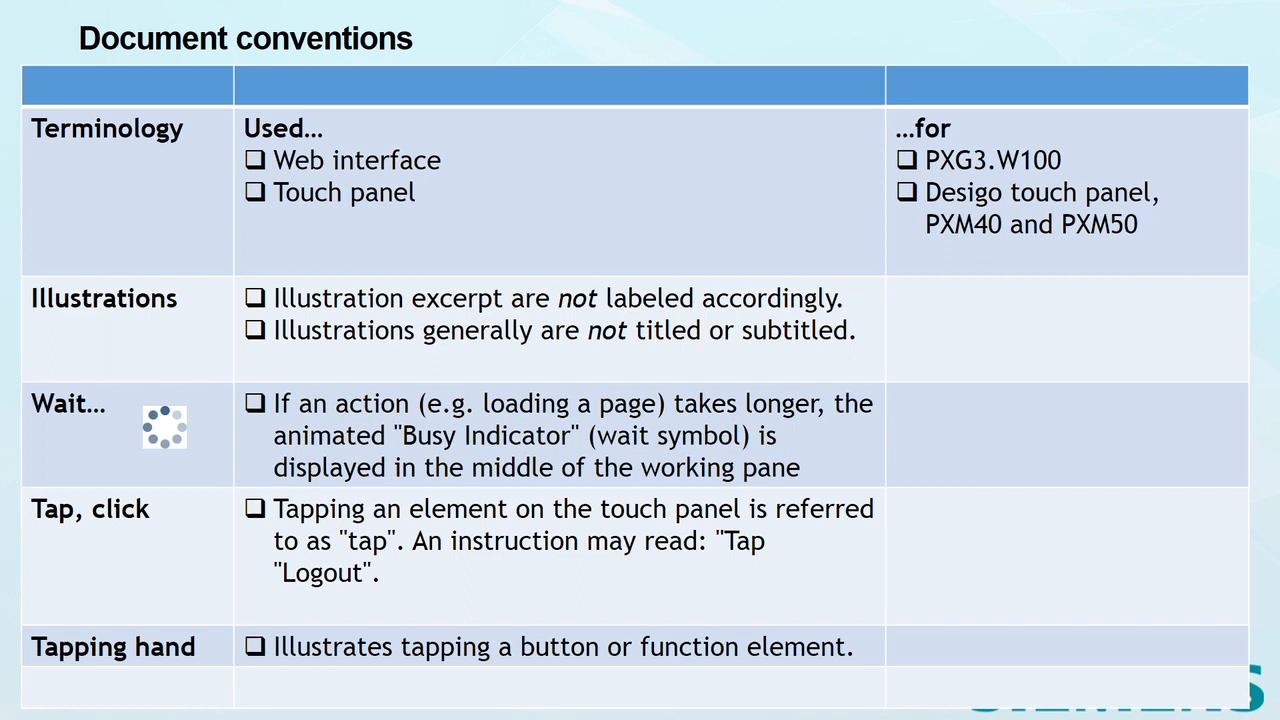 Document conventions
Terminology
Used…
❑ Web interface
❑ Touch panel
…for
❑ PXG3.W100
❑ Desigo touch panel,
PXM40 and PXM50
Illustrations
❑ Illustration excerpt are not labeled accordingly.
❑ Illustrations generally are not titled or subtitled.
Wait…
❑ If an action (e.g. loading a page) takes longer, the
animated "Busy Indicator" (wait symbol) is
displayed in the middle of the working pane
Tap, click
❑ Tapping an element on the touch panel is referred
to as "tap". An instruction may read: "Tap
"Logout".
Tapping hand
❑ Illustrates tapping a button or function element.